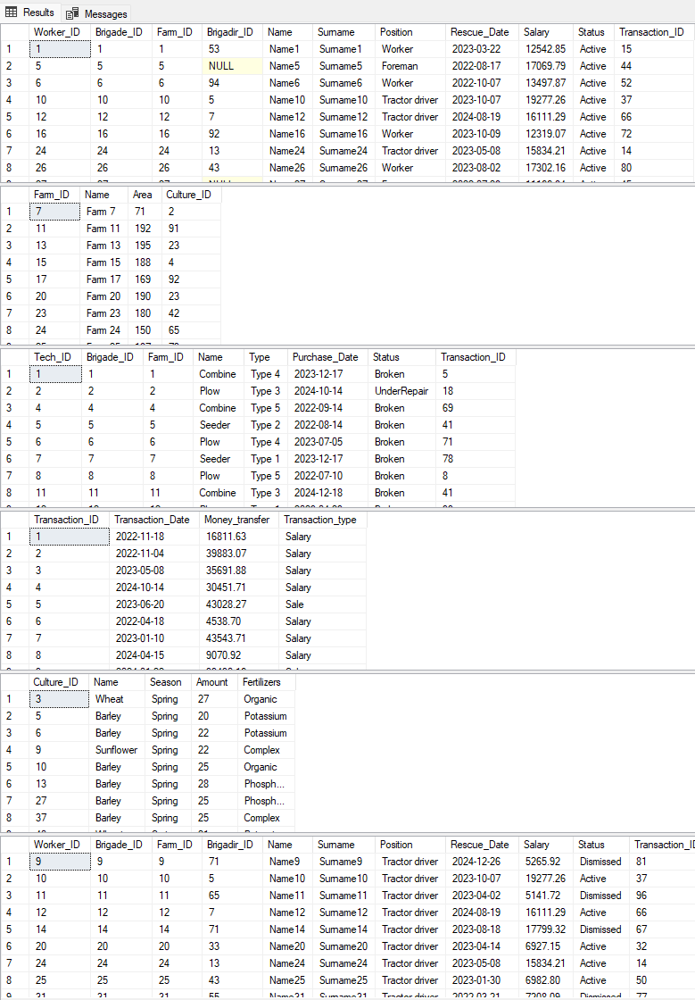 Results Messages
Worker_ID Brigade_ID Farm_ID Brigadir_ID Name Surname Position Rescue_Date Salary Status Transaction_ID
1 1 1 1 53 Name1 Surname1 Worker 2023-03-22 12542.85 Active 15
2 5 5 5 NULL Name5 Surname5 Foreman 2022-08-17 17069.79 Active 44
3 6 6 6 94 Name6 Surname6 Worker 2022-10-07 13497.87 Active 52
4 10 10 10 5 Name10 Surname10 Tractor driver 2023-10-07 19277.26 Active 37
5 12 12 12 7 Name12 Surname12 Tractor driver 2024-08-19 16111.29 Active 66
6 16 16 16 92 Name16 Surname16 Worker 2023-10-09 12319.07 Active 72
7 24 24 24 13 Name24 Surname24 Tractor driver 2023-05-08 15834.21 Active 14
8 26 26 26 43 Name26 Surname26 Worker 2023-08-02 17302.16 Active 80
Farm_ID Name Area Culture_ID
1 7 Farm 7 71 2
2 11 Farm 11 192 91
3 13 Farm 13 195 23
4 15 Farm 15 188 4
5 17 Farm 17 169 92
6 20 Farm 20 190 23
7 23 Farm 23 180 42
8 24 Farm 24 150 65
Tech_ID Brigade_ID Farm_ID Name Type Purchase_Date Status Transaction_ID
1 1 1 1 Combine Type 4 2023-12-17 Broken 5
2 2 2 2 Plow Type 3 2024-10-14 UnderRepair 18
3 4 4 4 Combine Type 5 2022-09-14 Broken 69
4 5 5 5 Seeder Type 2 2022-08-14 Broken 41
5 6 6 6 Plow Type 4 2023-07-05 Broken 71
6 7 7 7 Seeder Type 1 2023-12-17 Broken 78
7 8 8 8 Plow Type 5 2022-07-10 Broken 8
8 11 11 11 Combine Type 3 2024-12-18 Broken 41
Transaction_ID Transaction_Date Money_transfer Transaction_type
1 1 2022-11-18 16811.63 Salary
2 2 2022-11-04 39883.07 Salary
3 3 2023-05-08 35691.88 Salary
4 4 2024-10-14 30451.71 Salary
5 5 2023-06-20 43028.27 Sale
6 6 2022-04-18 4538.70 Salary
7 7 2023-01-10 43543.71 Salary
8 8 2024-04-15 9070.92 Salary
Culture_ID Name Season Amount Fertilizers
1 3 Wheat Spring 27 Organic
2 5 Barley Spring 20 Potassium
3 6 Barley Spring 22 Potassium
4 9 Sunflower Spring 22 Complex
5 10 Barley Spring 25 Organic
6 13 Barley Spring 28 Phosph...
7 27 Barley Spring 25 Phosph...
8 37 Barley Spring 25 Complex
Worker_ID Brigade_ID Farm_ID Brigadir_ID Name Surname Position Rescue_Date Salary Status Transaction_ID
1 9 9 9 71 Name9 Surname9 Tractor driver 2024-12-26 5265.92 Dismissed 81
2 10 10 10 5 Name10 Surname10 Tractor driver 2023-10-07 19277.26 Active 37
3 11 11 11 65 Name11 Surname11 Tractor driver 2023-04-02 5141.72 Dismissed 96
4 12 12 12 7 Name12 Surname12 Tractor driver 2024-08-19 16111.29 Active 66
5 14 14 14 71 Name14 Surname14 Tractor driver 2023-08-18 17799.32 Dismissed 67
6 20 20 20 33 Name20 Surname20 Tractor driver 2023-04-14 6927.15 Active 32
7 24 24 24 13 Name24 Surname24 Tractor driver 2023-05-08 15834.21 Active 14
8 25 25 25 43 Name25 Surname25 Tractor driver 2023-01-30 6982.80 Active 50